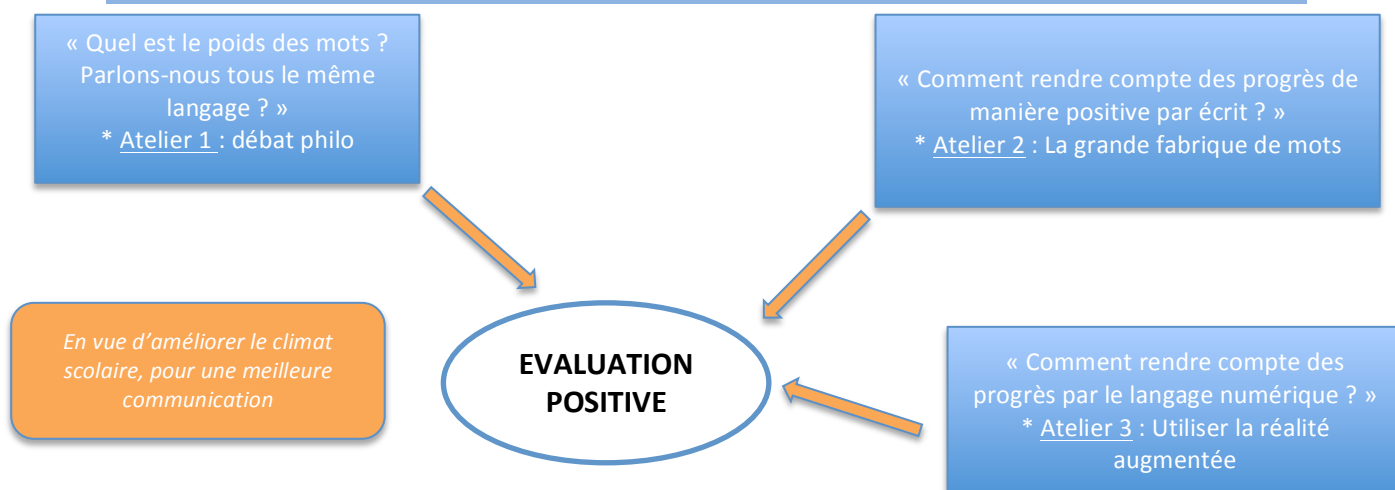 « Quel est le poids des mots ?
Parlons-nous tous le même
langage ? »
* Atelier 1 : débat philo
« Comment rendre compte des progrès de
manière positive par écrit ? »
* Atelier 2 : La grande fabrique de mots
En vue d’améliorer le climat
scolaire, pour une meilleure
communication
EVALUATION
POSITIVE
« Comment rendre compte des
progrès par le langage numérique ? »
* Atelier 3 : Utiliser la réalité
augmentée